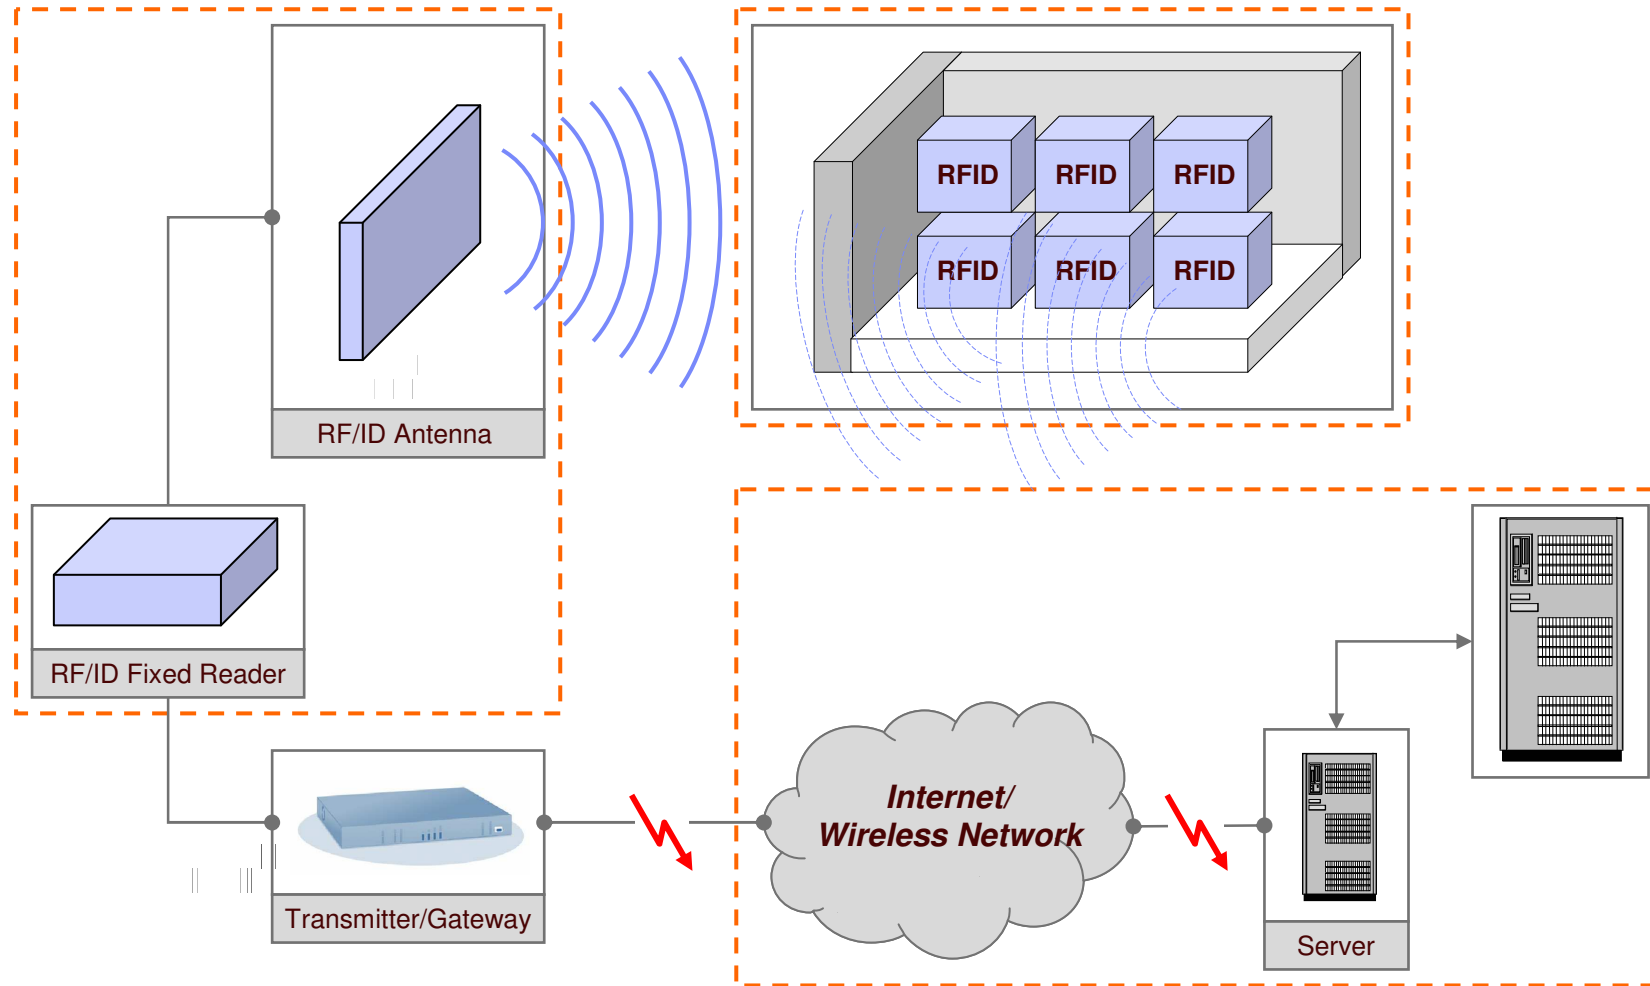 RFID RFID RFID
RFID RFID RFID
RF/ID Antenna
RF/ID Fixed Reader
Internet/
Wireless Network
Transmitter/Gateway
Server